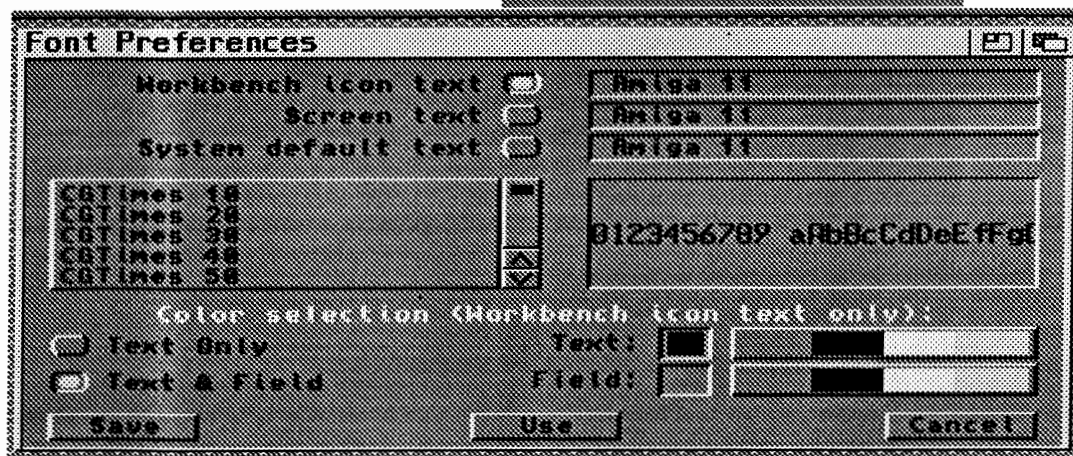 Font Preferences
Workbench icon text Amiga 11
Screen text Amiga 11
System default text Amiga 11
CGTimes 10
CGTimes 20
CGTimes 30
CGTimes 40
CGTimes 50
0123456789 aAbBcCdDeEfFgG
Color selection (Workbench icon text only):
Text Only Text:
Text & Field Field:
Save Use Cancel